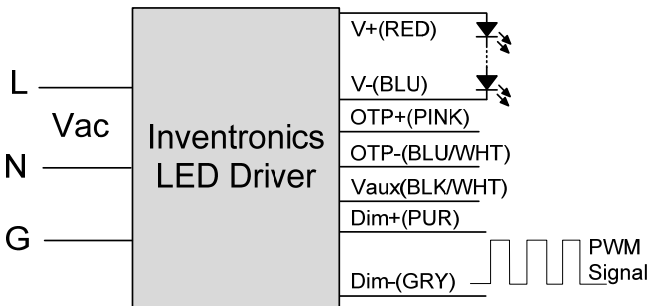 V+(RED)
L
V-(BLU)
Vac
OTP+(PINK)
Inventronics
LED Driver
OTP-(BLU/WHT)
N
Vaux(BLK/WHT)
Dim+(PUR)
G
PWM
Signal
Dim-(GRY)